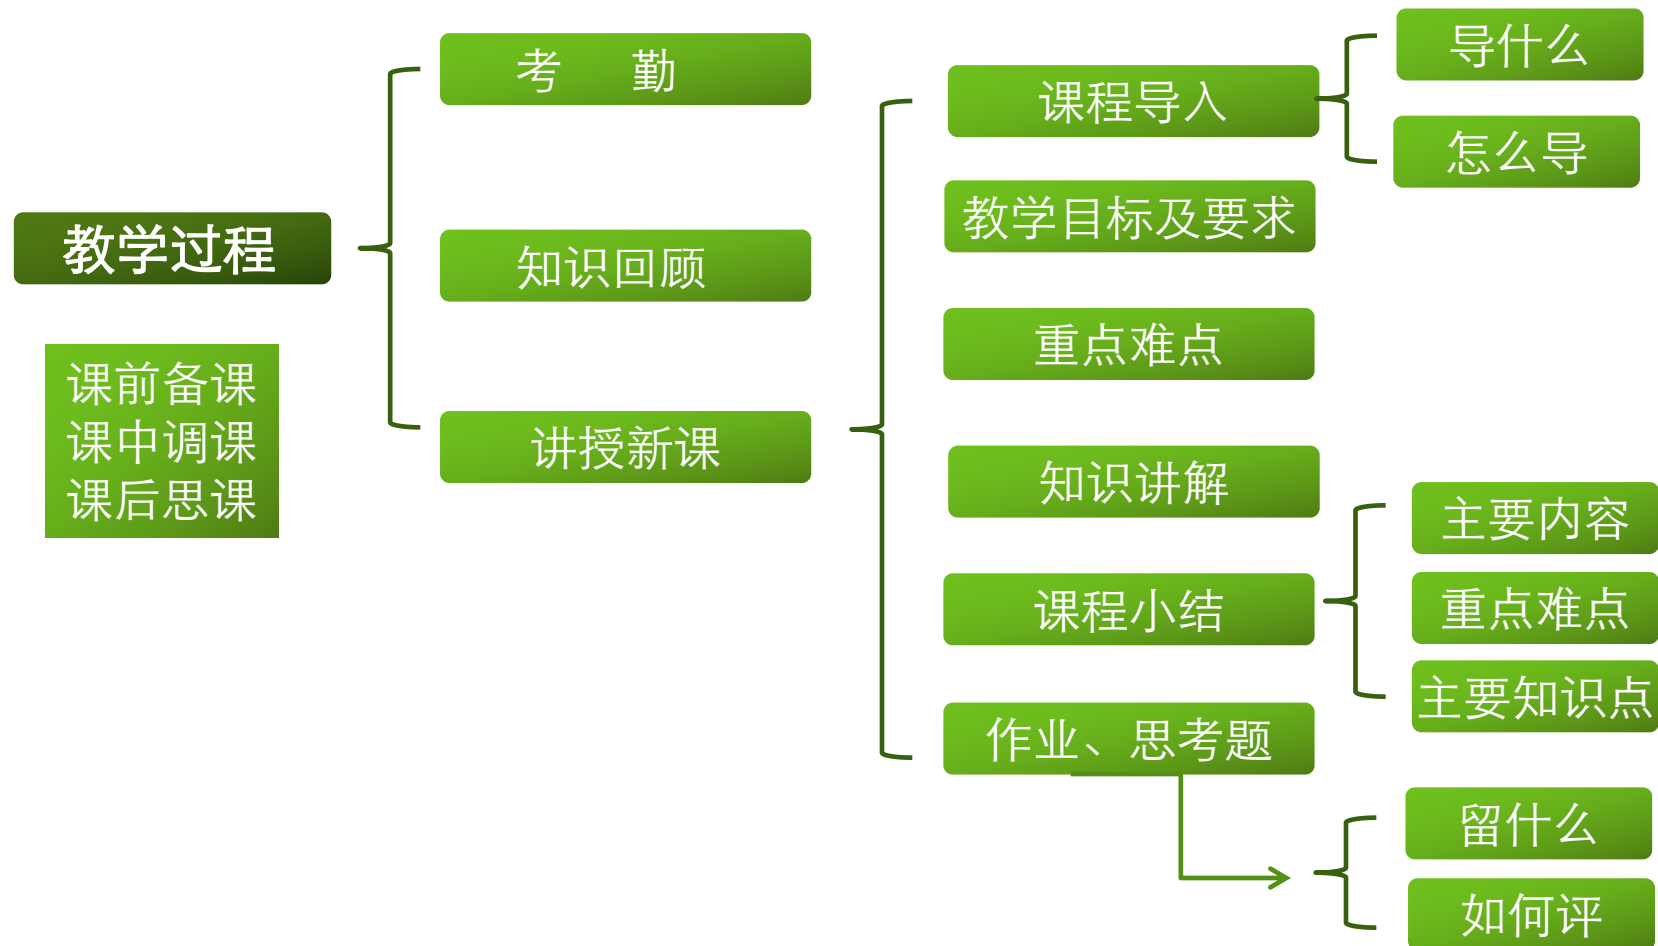 教学过程
课前备课
课中调课
课后思课
考 勤
知识回顾
讲授新课
课程导入
导什么
怎么导
教学目标及要求
重点难点
知识讲解
课程小结
主要内容
重点难点
主要知识点
作业、思考题
留什么
如何评